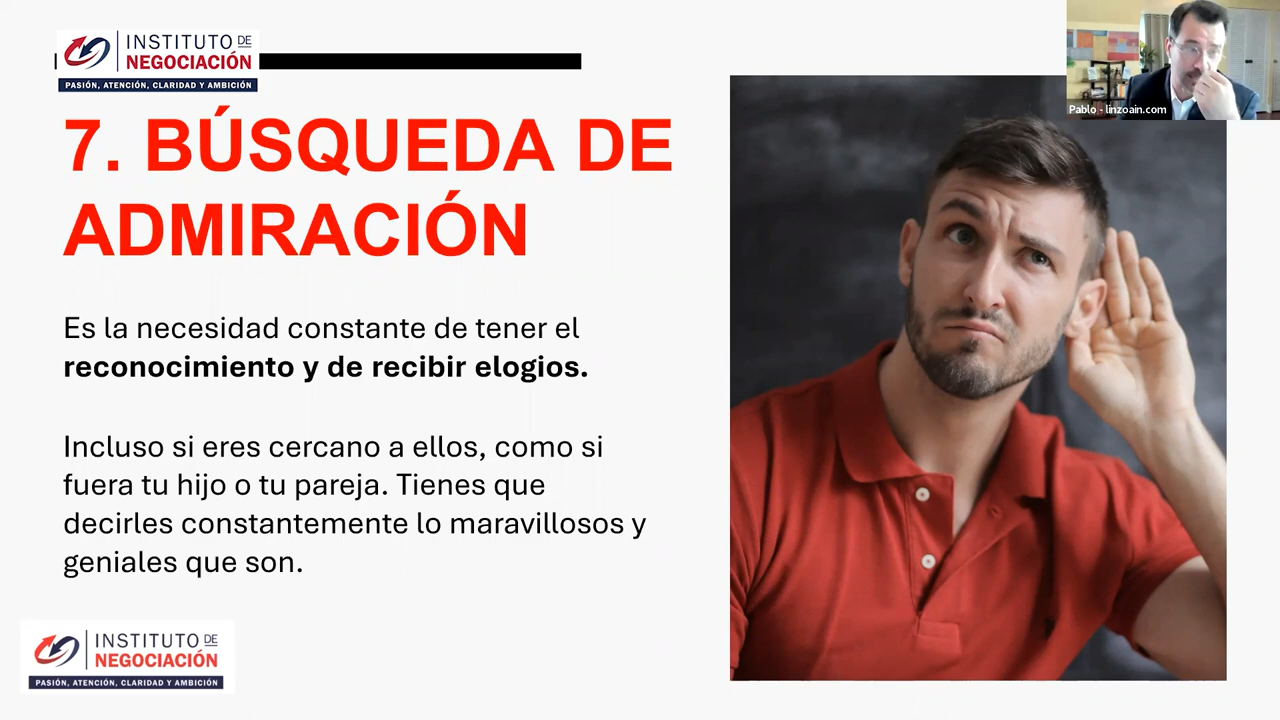 INSTITUTO DE
NEGOCIACIÓN
PASIÓN, ATENCIÓN, CLARIDAD Y AMBICIÓN
Pablo - linzoain.com
7. BÚSQUEDA DE
ADMIRACIÓN
Es la necesidad constante de tener el
reconocimiento y de recibir elogios.
Incluso si eres cercano a ellos, como si
fuera tu hijo o tu pareja. Tienes que
decirles constantemente lo maravillosos y
geniales que son.
INSTITUTO DE
NEGOCIACIÓN
PASIÓN, ATENCIÓN, CLARIDAD Y AMBICIÓN